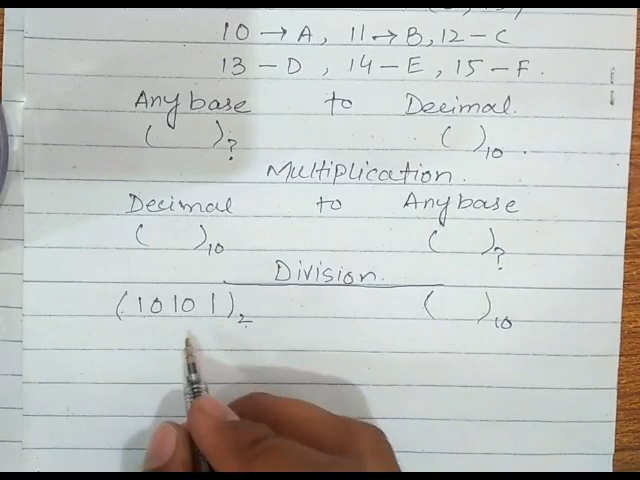 10 → A, 11 → B, 12 - C
13 - D, 14 - E, 15 - F.
Any base to Decimal.
( )? ( )10 .
Multiplication.
Decimal to Any base
( )10 ( )?
Division.
(10101)2 ( )10